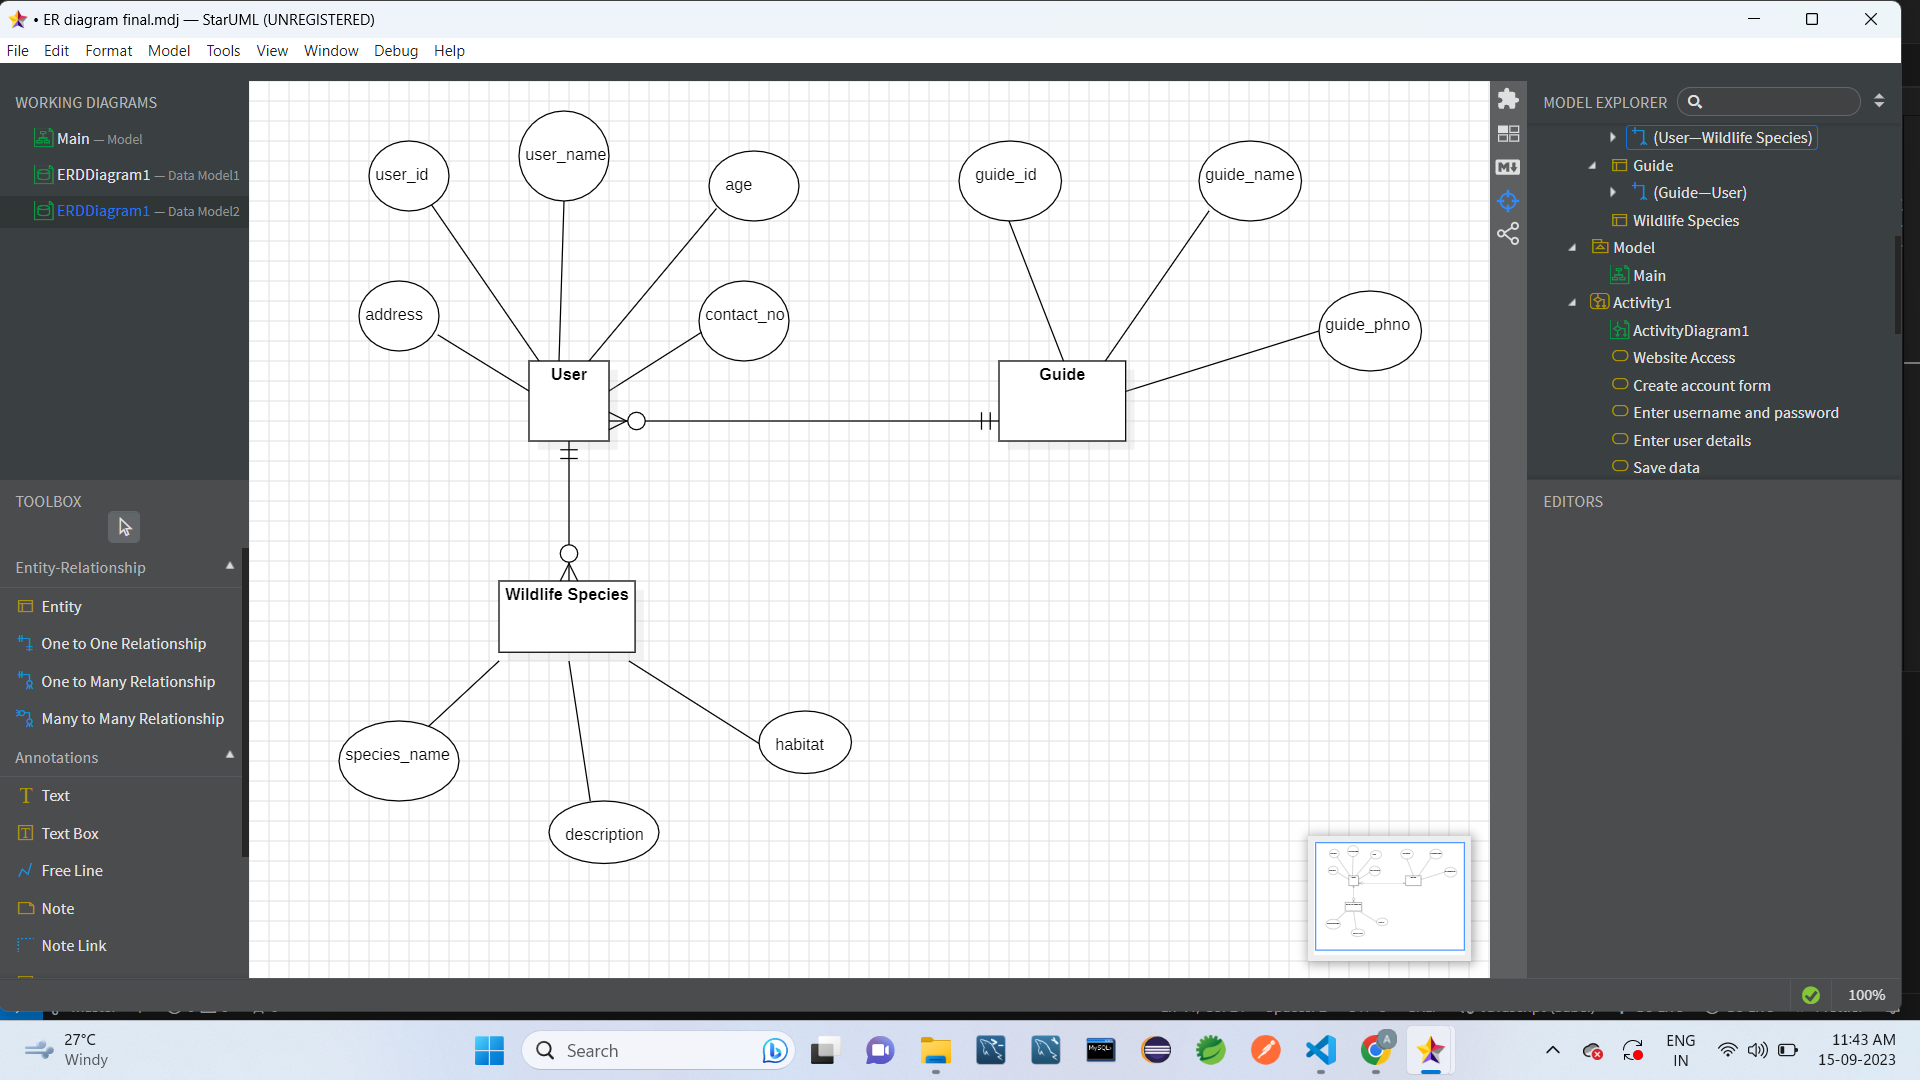 • ER diagram final.mdj — StarUML (UNREGISTERED)
File Edit Format Model Tools View Window Debug Help
WORKING DIAGRAMS
Main — Model
ERDDiagram1 — Data Model1
ERDDiagram1 — Data Model2
TOOLBOX
Entity-Relationship
Entity
One to One Relationship
One to Many Relationship
Many to Many Relationship
Annotations
Text
Text Box
Free Line
Note
Note Link
user_id
user_name
age
address
contact_no
User
guide_id
guide_name
guide_phno
Guide
Wildlife Species
species_name
description
habitat
MODEL EXPLORER
(User—Wildlife Species)
Guide
(Guide—User)
Wildlife Species
Model
Main
Activity1
ActivityDiagram1
Website Access
Create account form
Enter username and password
Enter user details
Save data
EDITORS
100%
27°C
Windy
Search
ENG
IN
11:43 AM
15-09-2023